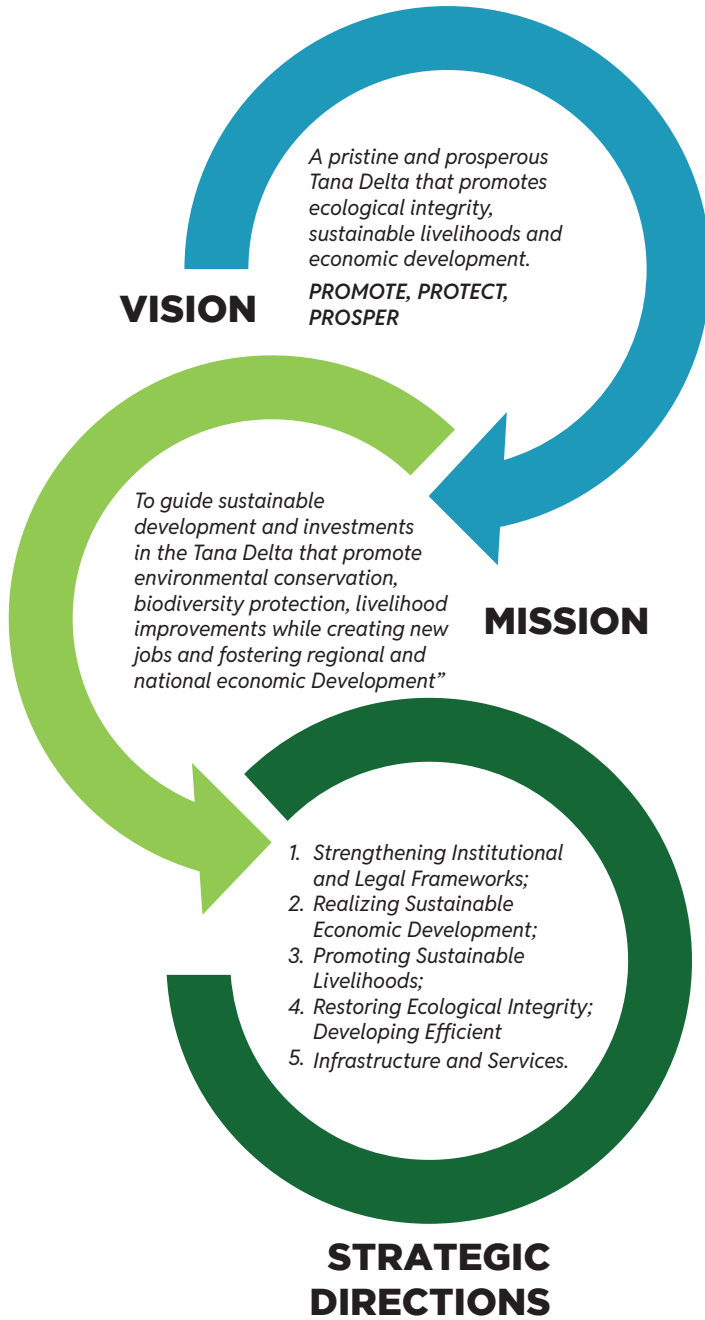 A pristine and prosperous
Tana Delta that promotes
ecological integrity,
sustainable livelihoods and
economic development.
PROMOTE, PROTECT,
PROSPER
VISION
To guide sustainable
development and investments
in the Tana Delta that promote
environmental conservation,
biodiversity protection, livelihood
improvements while creating new
jobs and fostering regional and
national economic Development”
MISSION
1. Strengthening Institutional
and Legal Frameworks;
2. Realizing Sustainable
Economic Development;
3. Promoting Sustainable
Livelihoods;
4. Restoring Ecological Integrity;
Developing Efficient
5. Infrastructure and Services.
STRATEGIC
DIRECTIONS